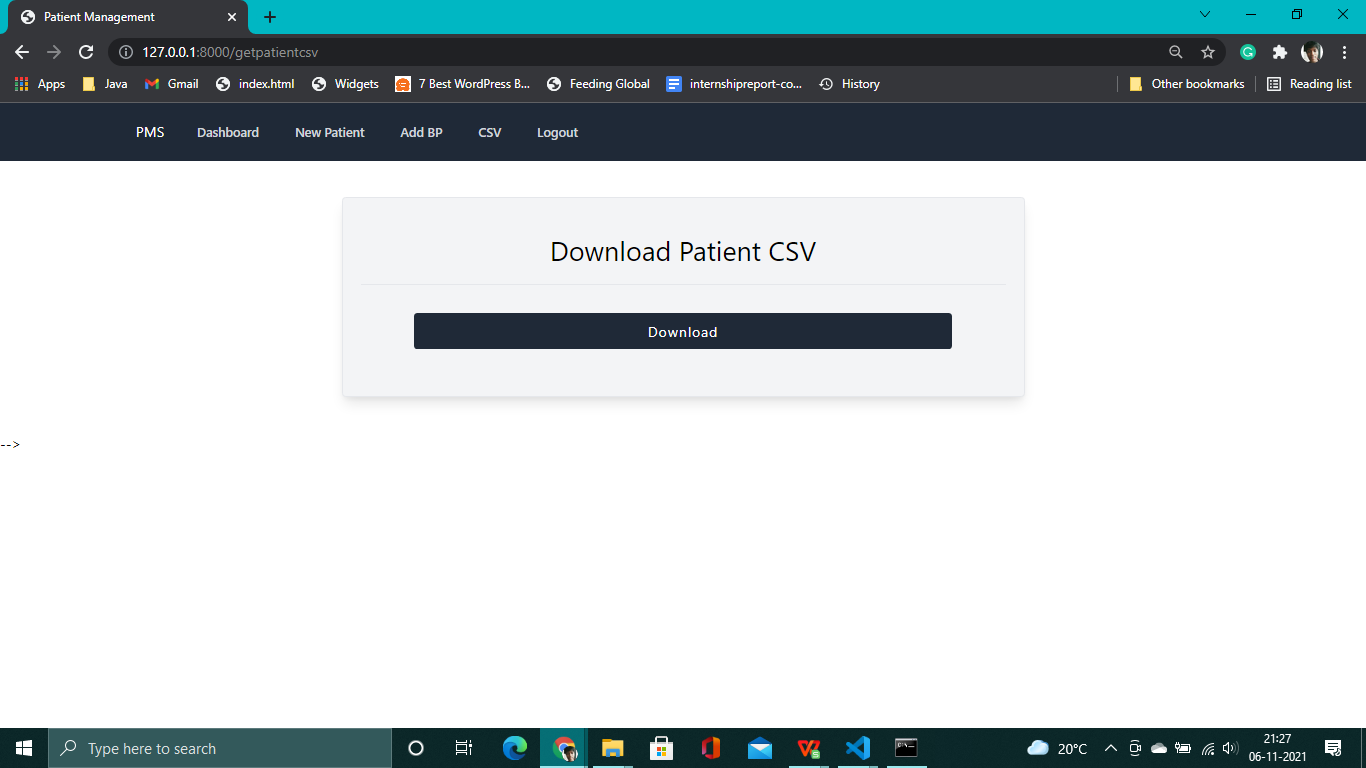 Patient Management
127.0.0.1:8000/getpatientcsv
Apps Java Gmail index.html Widgets 7 Best WordPress B... Feeding Global internshipreport-co... History Other bookmarks Reading list
PMS Dashboard New Patient Add BP CSV Logout
Download Patient CSV
Download
-->
Type here to search
20°C
21:27
06-11-2021